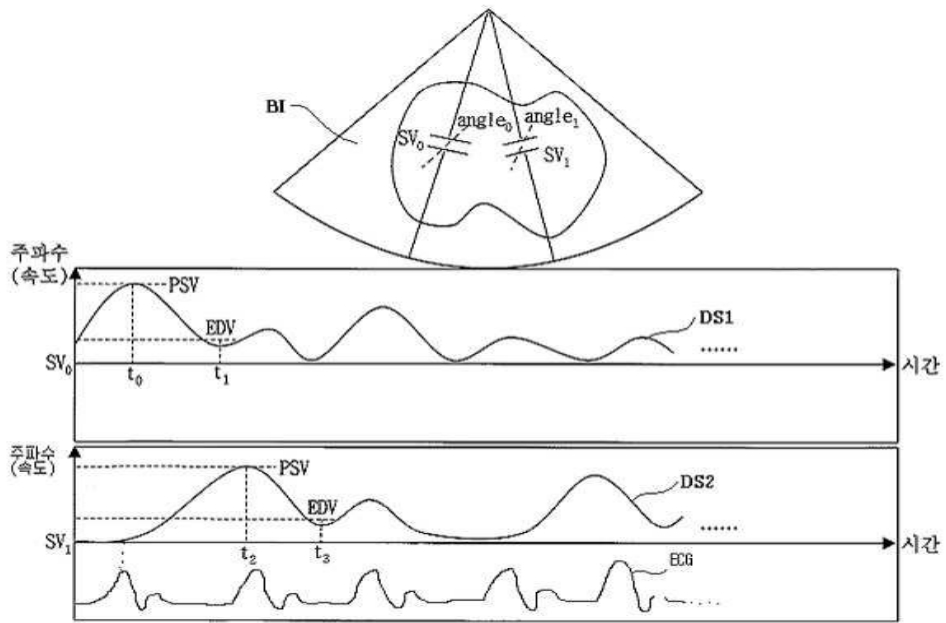 BI
angle₀
angle₁
SV₀
SV₁
주파수
(속도)
PSV
EDV
DS1
......
SV₀
t₀
t₁
시간
주파수
(속도)
PSV
EDV
DS2
......
SV₁
t₂
t₃
시간
ECG